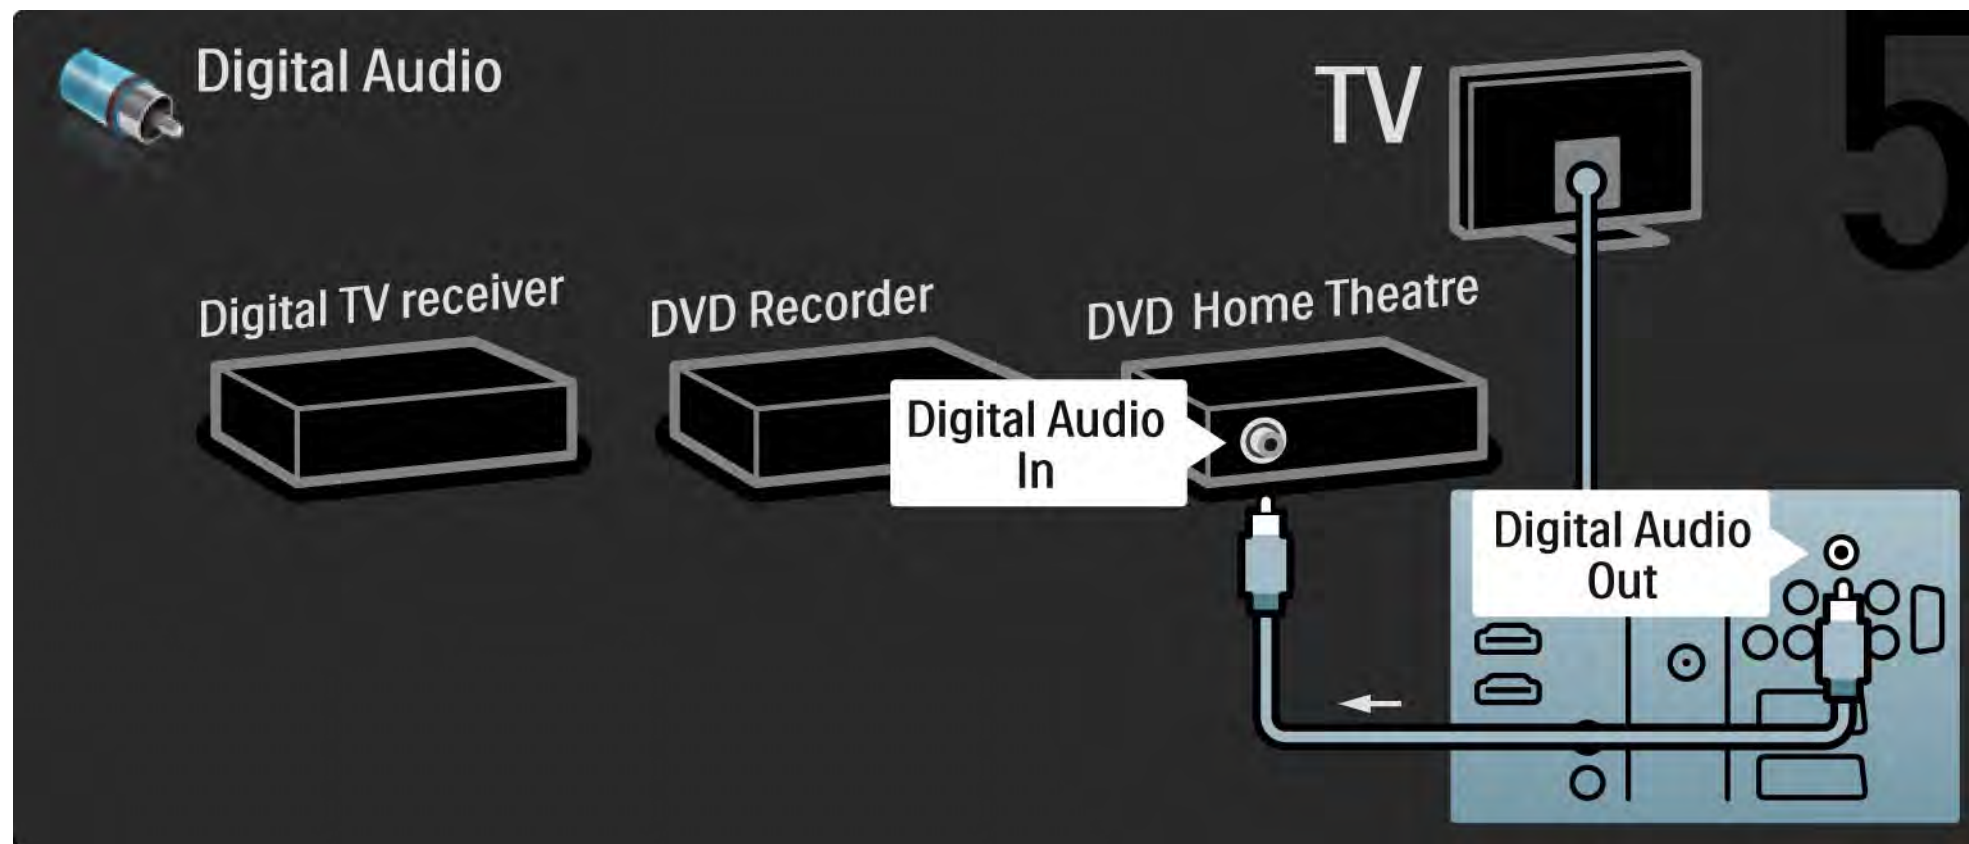 Digital Audio
TV
5
Digital TV receiver
DVD Recorder
DVD Home Theatre
Digital Audio
In
Digital Audio
Out